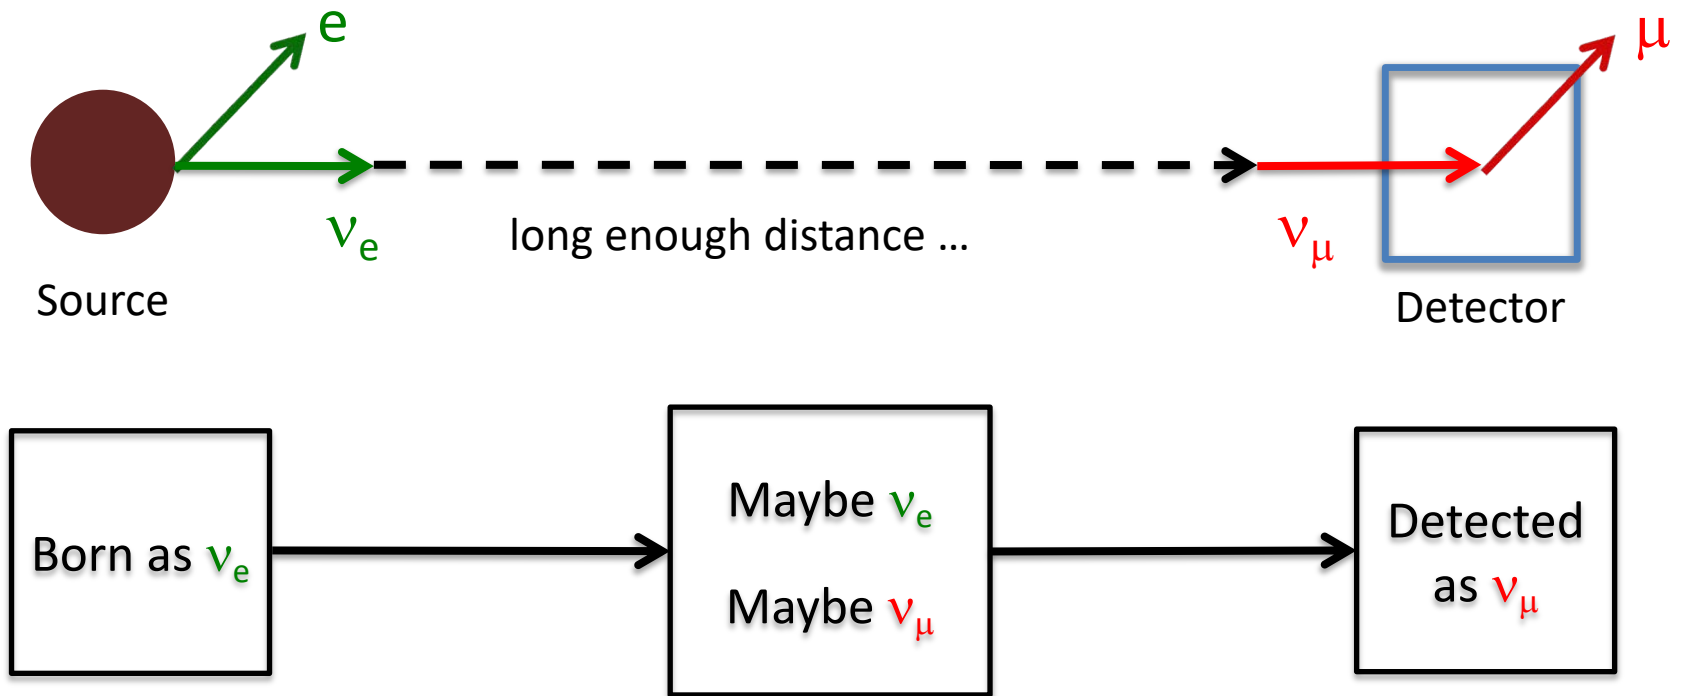 e
μ
νe
long enough distance ...
νμ
Source
Detector
Born as νe
Maybe νe
Maybe νμ
Detected
as νμ